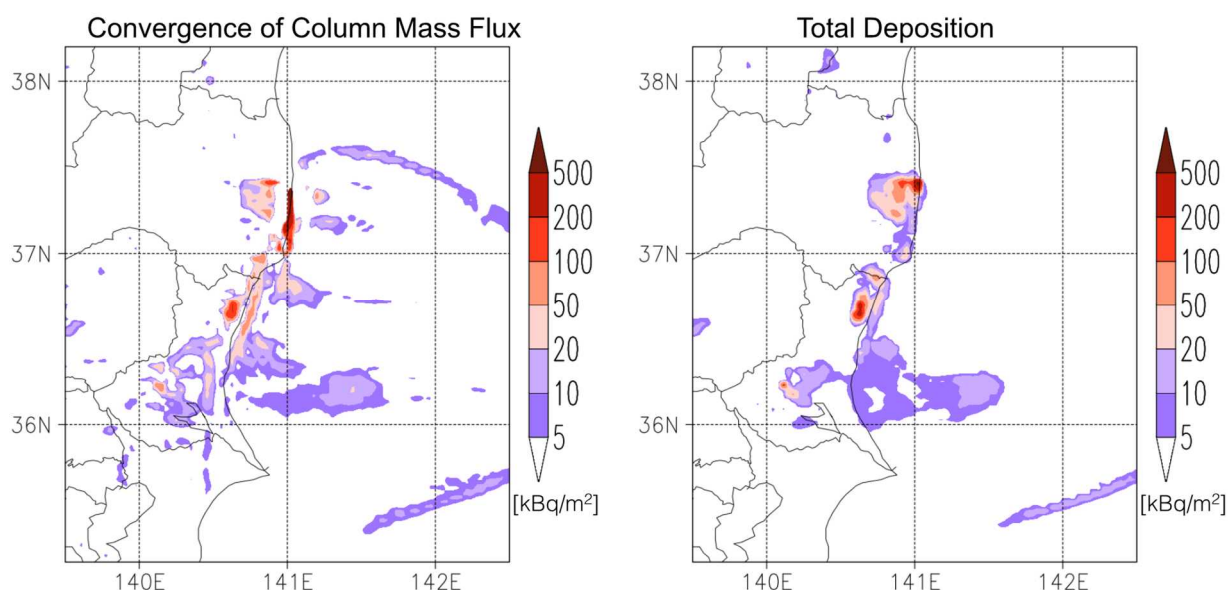 Convergence of Column Mass Flux
38N
37N
36N
140E
141E
142E
500
200
100
50
20
10
5
[kBq/m²]
Total Deposition
38N
37N
36N
140E
141E
142E
500
200
100
50
20
10
5
[kBq/m²]